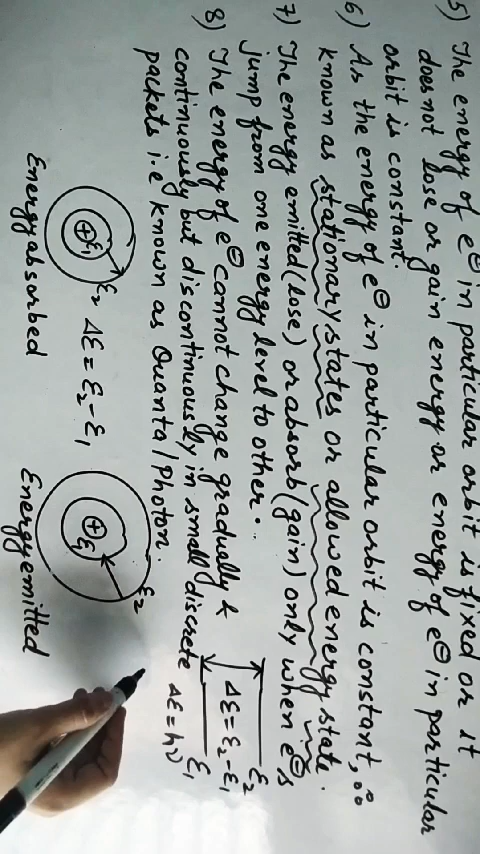 5) The energy of e⊖ in particular orbit is fixed or it
does not lose or gain energy or energy of e⊖ in particular
orbit is constant.
6) As the energy of e⊖ in particular orbit is constant, ∴
known as stationary states or allowed energy state.
7) The energy emitted (lose) or absorb (gain) only when e⊖s
jump from one energy level to other.
8) The energy of e⊖ cannot change gradually &
continuously but discontinuously in small discrete
packets i.e known as Quanta/Photon.
E2
ΔE = E2-E1
E1
ΔE = hν
+ E1 E2
ΔE = E2-E1
Energy absorbed
+ E1 E2
Energy emitted